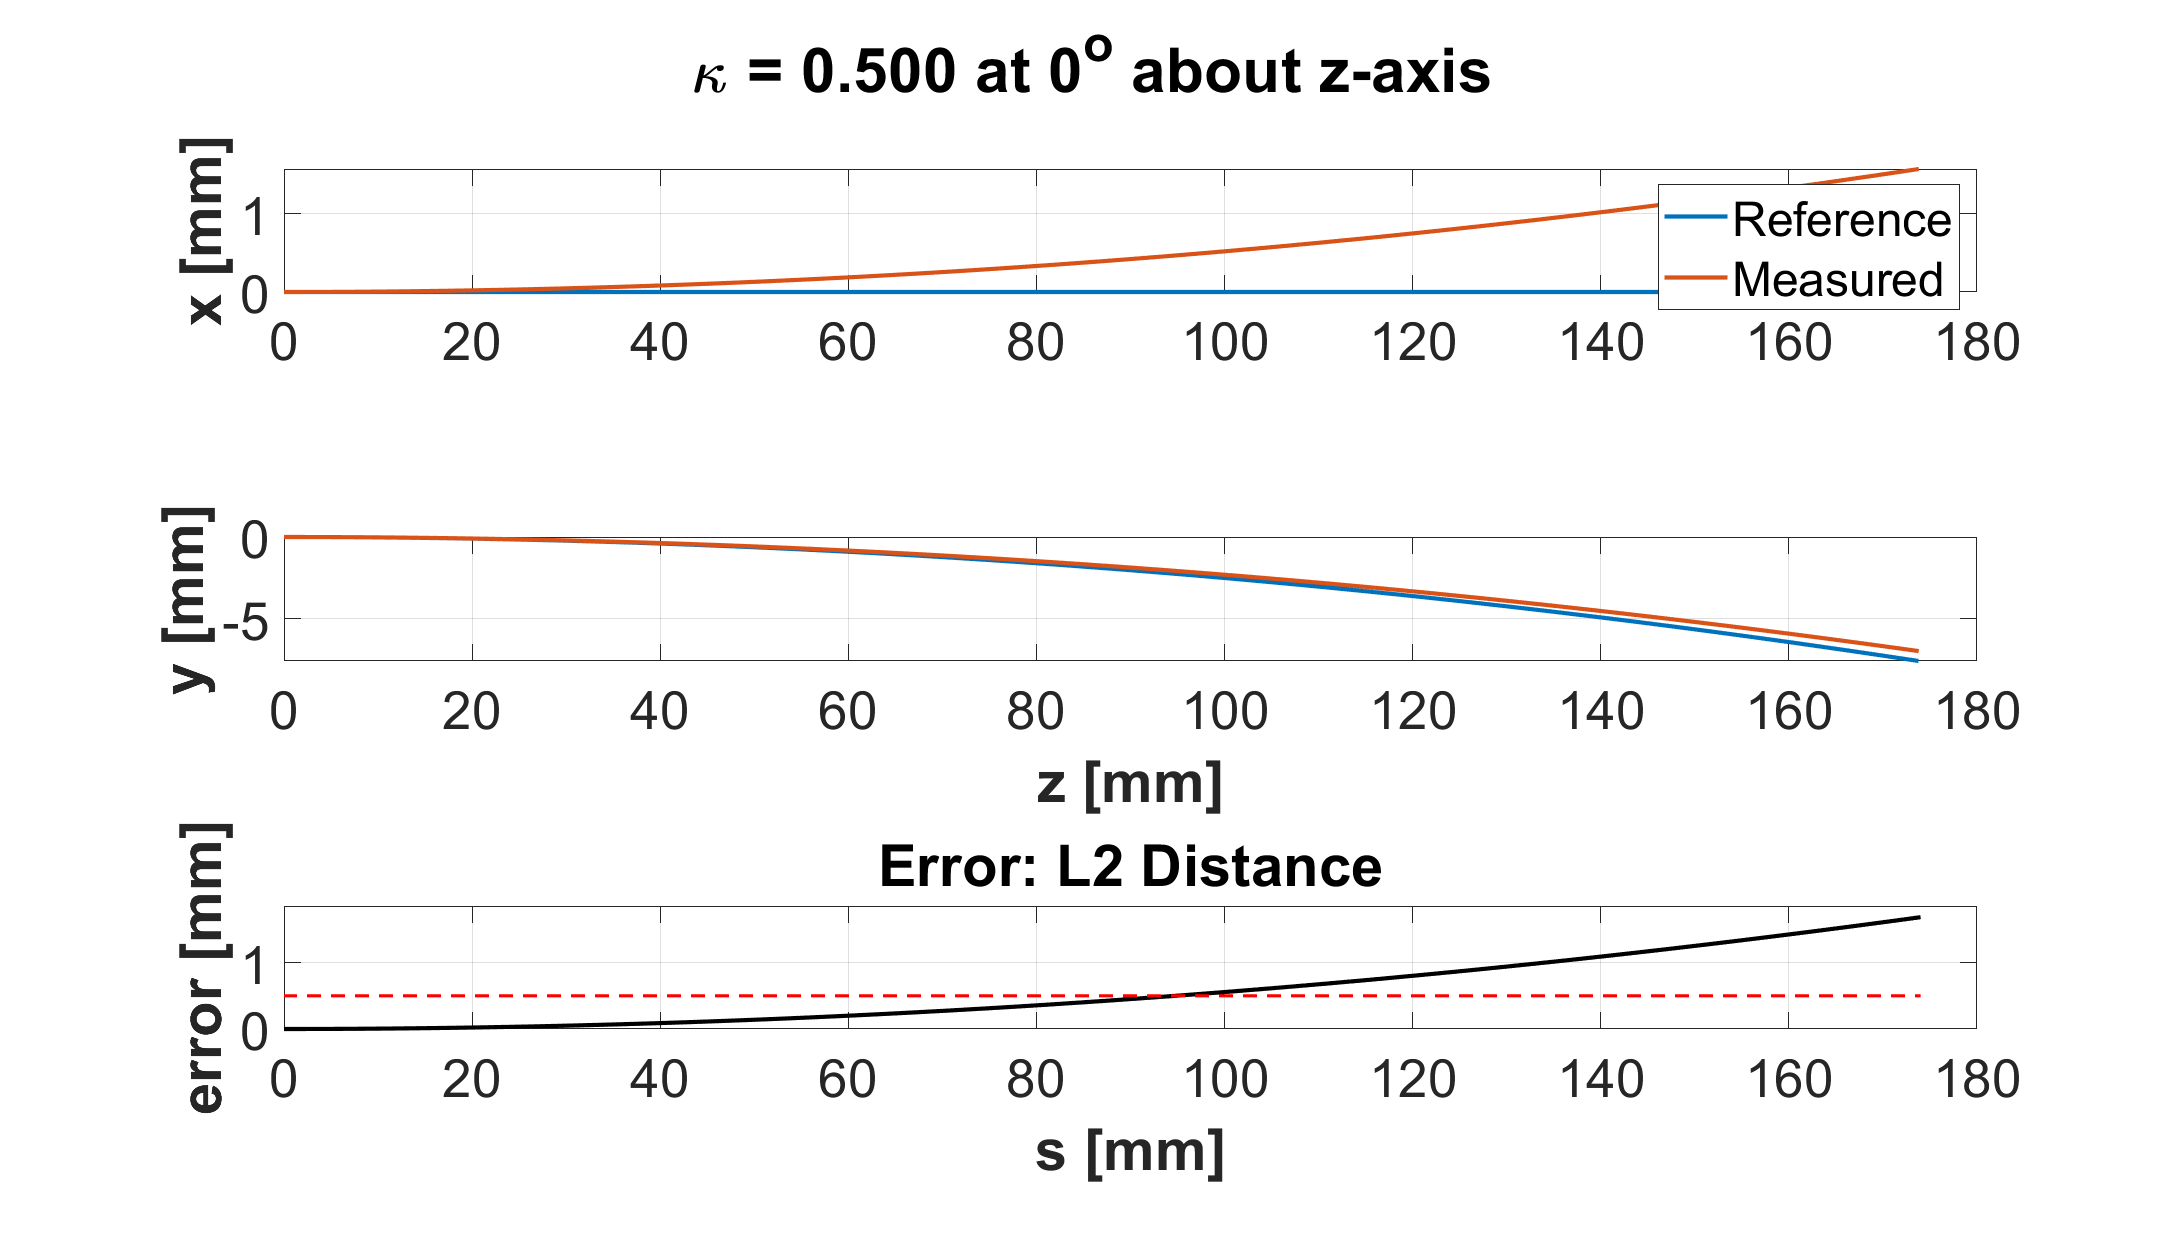 κ = 0.500 at 0° about z-axis
x [mm]
1
0
Reference
Measured
0 20 40 60 80 100 120 140 160 180
y [mm]
0
-5
0 20 40 60 80 100 120 140 160 180
z [mm]
Error: L2 Distance
error [mm]
1
0
0 20 40 60 80 100 120 140 160 180
s [mm]